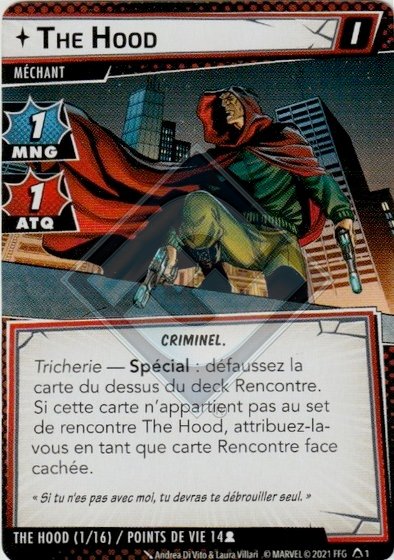 THE HOOD
I
MÉCHANT
1
MNG
1
ATQ
CRIMINEL.
Tricherie — Spécial : défaussez la
carte du dessus du deck Rencontre.
Si cette carte n'appartient pas au set
de rencontre The Hood, attribuez-la-
vous en tant que carte Rencontre face
cachée.
« Si tu n'es pas avec moi, tu devras te débrouiller seul. »
THE HOOD (1/16) / POINTS DE VIE 14
Andrea Di Vito & Laura Villari .© MARVEL © 2021 FFG 1